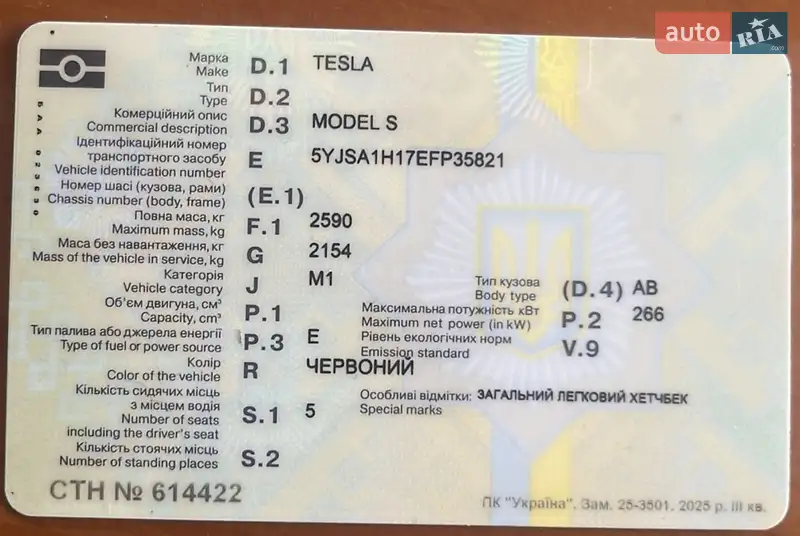 auto RIA .com
Марка
Make D.1 TESLA
Тип
Type D.2
Комерційний опис
Commercial description D.3 MODEL S
Ідентифікаційний номер
транспортного засобу
Vehicle identification number E 5YJSA1H17EFP35821
Номер шасі (кузова, рами)
Chassis number (body, frame) (E.1)
Повна маса, кг
Maximum mass, kg F.1 2590
Маса без навантаження, кг
Mass of the vehicle in service, kg G 2154
Категорія
Vehicle category J M1
Тип кузова
Body type (D.4) AB
Об'єм двигуна, см³
Capacity, cm³ P.1
Максимальна потужність кВт
Maximum net power (in kW) P.2 266
Тип палива або джерела енергії
Type of fuel or power source P.3 E
Рівень екологічних норм
Emission standard V.9
Колір
Color of the vehicle R ЧЕРВОНИЙ
Кількість сидячих місць
з місцем водія
Number of seats
including the driver's seat S.1 5
Особливі відмітки: ЗАГАЛЬНИЙ ЛЕГКОВИЙ ХЕТЧБЕК
Special marks
Кількість стоячих місць
Number of standing places S.2
СТН № 614422
ПК "Україна". Зам. 25-3501. 2025 р. III кв.